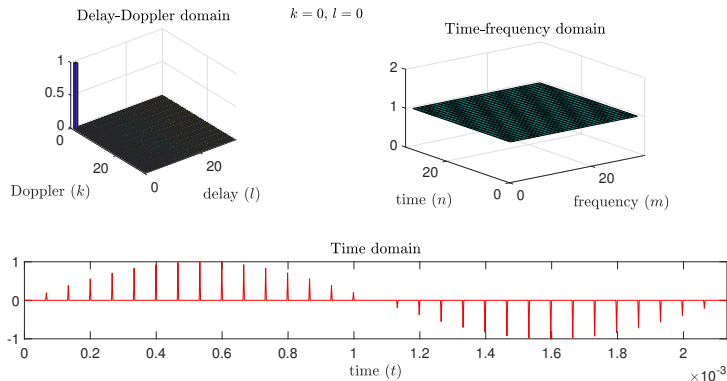 Delay-Doppler domain
k = 0, l = 0
Time-frequency domain
1
0.5
0
0
20
Doppler (k)
20
0
delay (l)
2
1
0
20
0
time (n)
20
0
frequency (m)
Time domain
1
0
-1
0 0.2 0.4 0.6 0.8 1.0 1.2 1.4 1.6 1.8 2
time (t)
×10⁻³